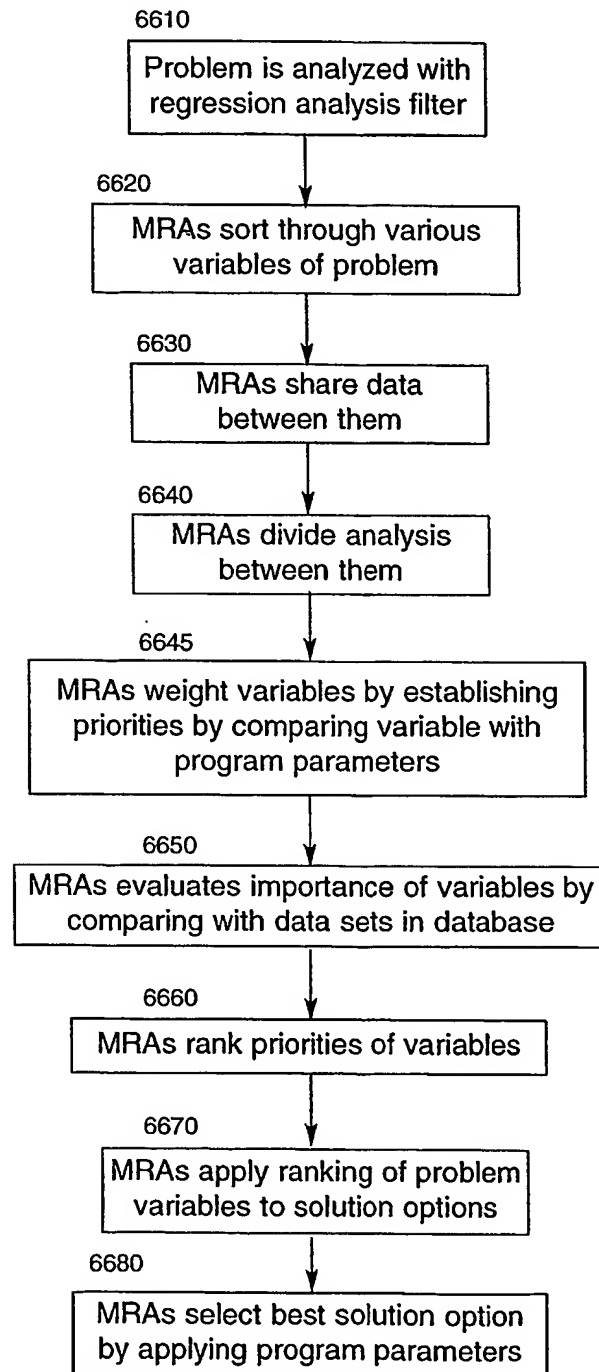 6610
Problem is analyzed with
regression analysis filter
6620
MRAs sort through various
variables of problem
6630
MRAs share data
between them
6640
MRAs divide analysis
between them
6645
MRAs weight variables by establishing
priorities by comparing variable with
program parameters
6650
MRAs evaluates importance of variables by
comparing with data sets in database
6660
MRAs rank priorities of variables
6670
MRAs apply ranking of problem
variables to solution options
6680
MRAs select best solution option
by applying program parameters